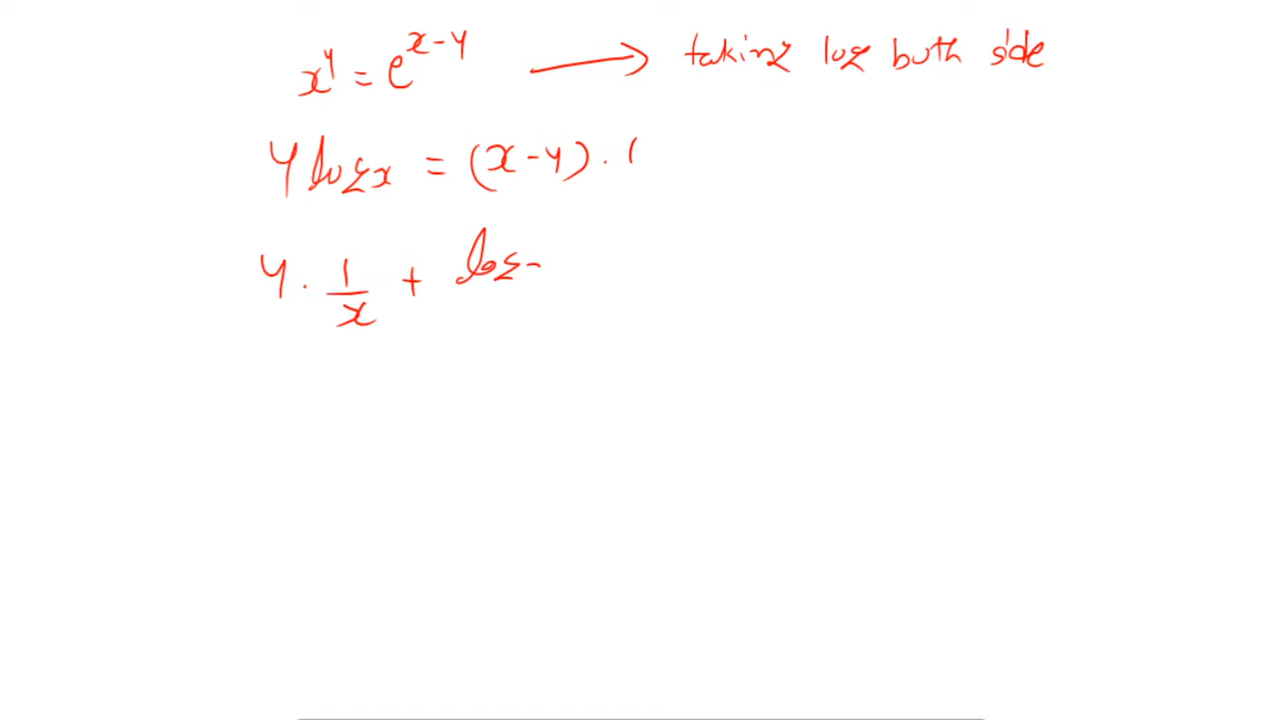 x^y = e^{x-y} ⟶ taking log both side
y log x = (x-y) . 1
y . 1/x + log